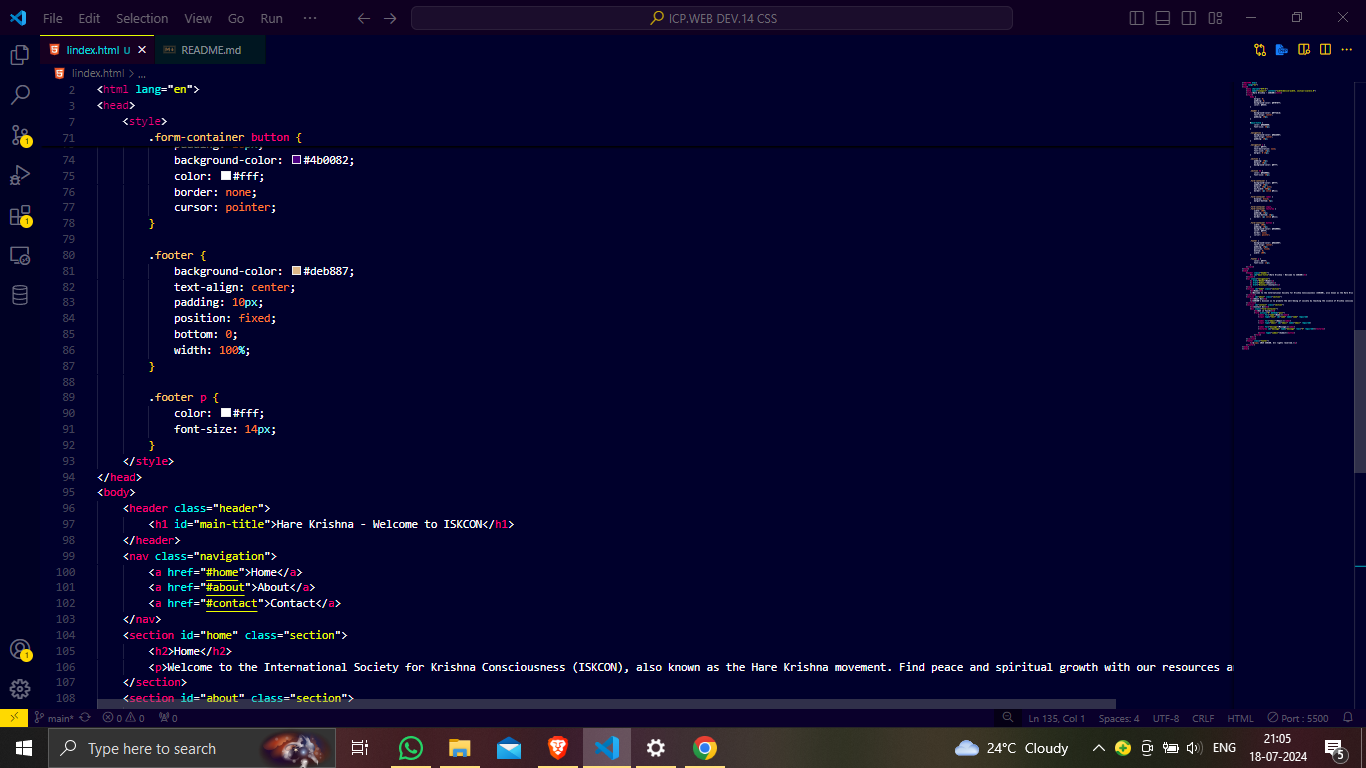 File Edit Selection View Go Run ··· ICP.WEB DEV.14 CSS
lindex.html U README.md
lindex.html > ...
2 <html lang="en">
3 <head>
7 <style>
71 .form-container button {
74 background-color: #4b0082;
75 color: #fff;
76 border: none;
77 cursor: pointer;
78 }
79
80 .footer {
81 background-color: #deb887;
82 text-align: center;
83 padding: 10px;
84 position: fixed;
85 bottom: 0;
86 width: 100%;
87 }
88
89 .footer p {
90 color: #fff;
91 font-size: 14px;
92 }
93 </style>
94 </head>
95 <body>
96 <header class="header">
97 <h1 id="main-title">Hare Krishna - Welcome to ISKCON</h1>
98 </header>
99 <nav class="navigation">
100 <a href="#home">Home</a>
101 <a href="#about">About</a>
102 <a href="#contact">Contact</a>
103 </nav>
104 <section id="home" class="section">
105 <h2>Home</h2>
106 <p>Welcome to the International Society for Krishna Consciousness (ISKCON), also known as the Hare Krishna movement. Find peace and spiritual growth with our resources
107 </section>
108 <section id="about" class="section">
main* 0 0 0 Ln 135, Col 1 Spaces: 4 UTF-8 CRLF HTML Port : 5500
Type here to search 24°C Cloudy ENG 21:05
18-07-2024 5